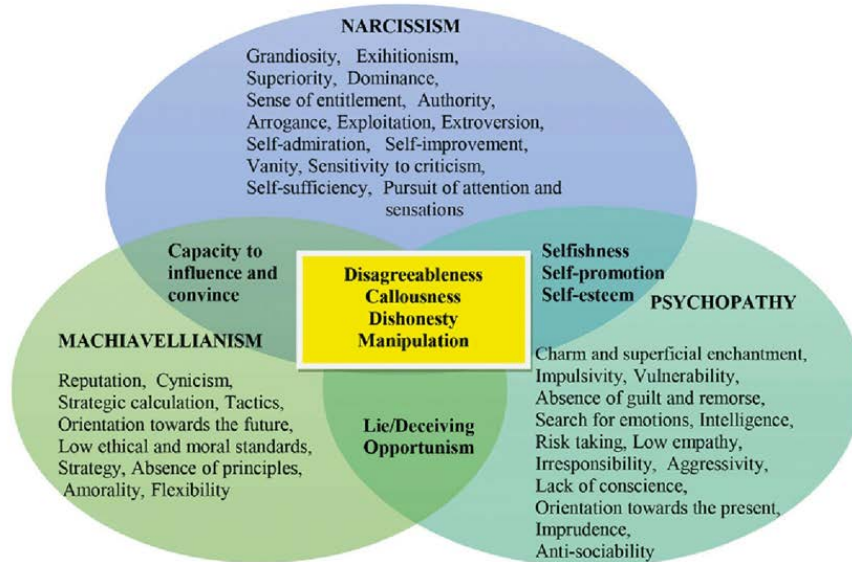 NARCISSISM
Grandiosity, Exihitionism,
Superiority, Dominance,
Sense of entitlement, Authority,
Arrogance, Exploitation, Extroversion,
Self-admiration, Self-improvement,
Vanity, Sensitivity to criticism,
Self-sufficiency, Pursuit of attention and
sensations
Capacity to
influence and
convince
Disagreeableness
Callousness
Dishonesty
Manipulation
Selfishness
Self-promotion
Self-esteem
MACHIAVELLIANISM
Reputation, Cynicism,
Strategic calculation, Tactics,
Orientation towards the future,
Low ethical and moral standards,
Strategy, Absence of principles,
Amorality, Flexibility
Lie/Deceiving
Opportunism
PSYCHOPATHY
Charm and superficial enchantment,
Impulsivity, Vulnerability,
Absence of guilt and remorse,
Search for emotions, Intelligence,
Risk taking, Low empathy,
Irresponsibility, Aggressivity,
Lack of conscience,
Orientation towards the present,
Imprudence,
Anti-sociability